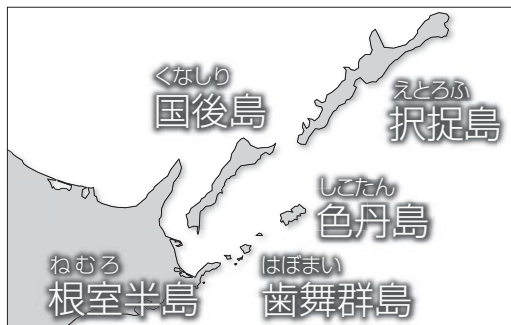 くなしり
国後島
えとろふ
択捉島
しこたん
色丹島
ねむろ
根室半島
はぼまい
歯舞群島